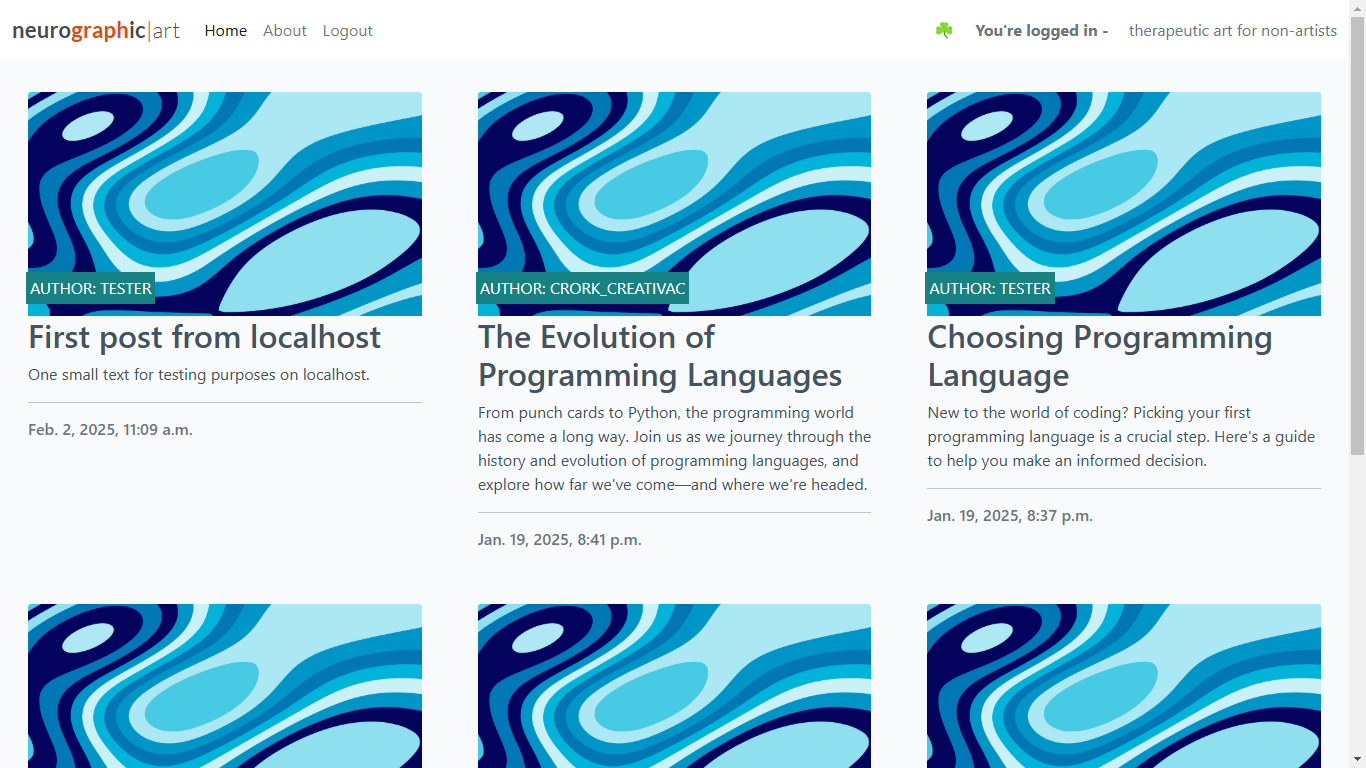 neurographic|art Home About Logout ☘ You're logged in - therapeutic art for non-artists
AUTHOR: TESTER
First post from localhost
One small text for testing purposes on localhost.
Feb. 2, 2025, 11:09 a.m.
AUTHOR: CRORK_CREATIVAC
The Evolution of
Programming Languages
From punch cards to Python, the programming world
has come a long way. Join us as we journey through the
history and evolution of programming languages, and
explore how far we've come—and where we're headed.
Jan. 19, 2025, 8:41 p.m.
AUTHOR: TESTER
Choosing Programming
Language
New to the world of coding? Picking your first
programming language is a crucial step. Here's a guide
to help you make an informed decision.
Jan. 19, 2025, 8:37 p.m.